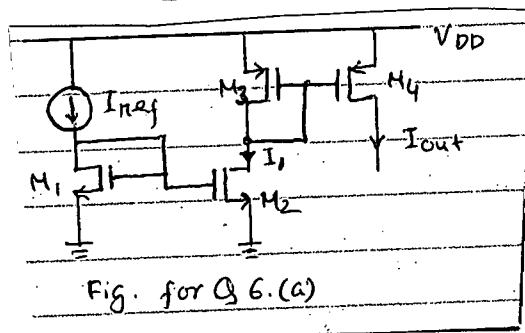 VDD
M3
M4
Iref
Iout
I1
M1
M2
Fig. for Q 6.(a)